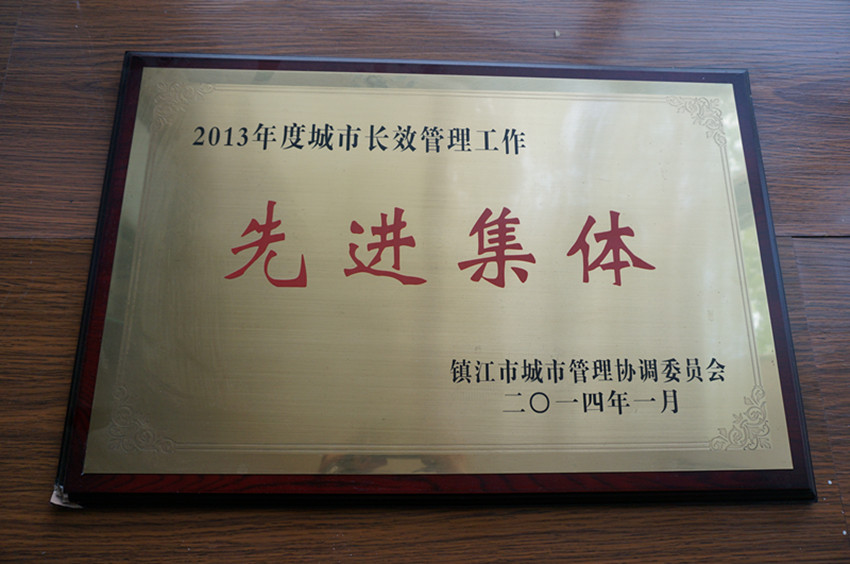 2013年度城市长效管理工作
先进集体
镇江市城市管理协调委员会
二〇一四年一月